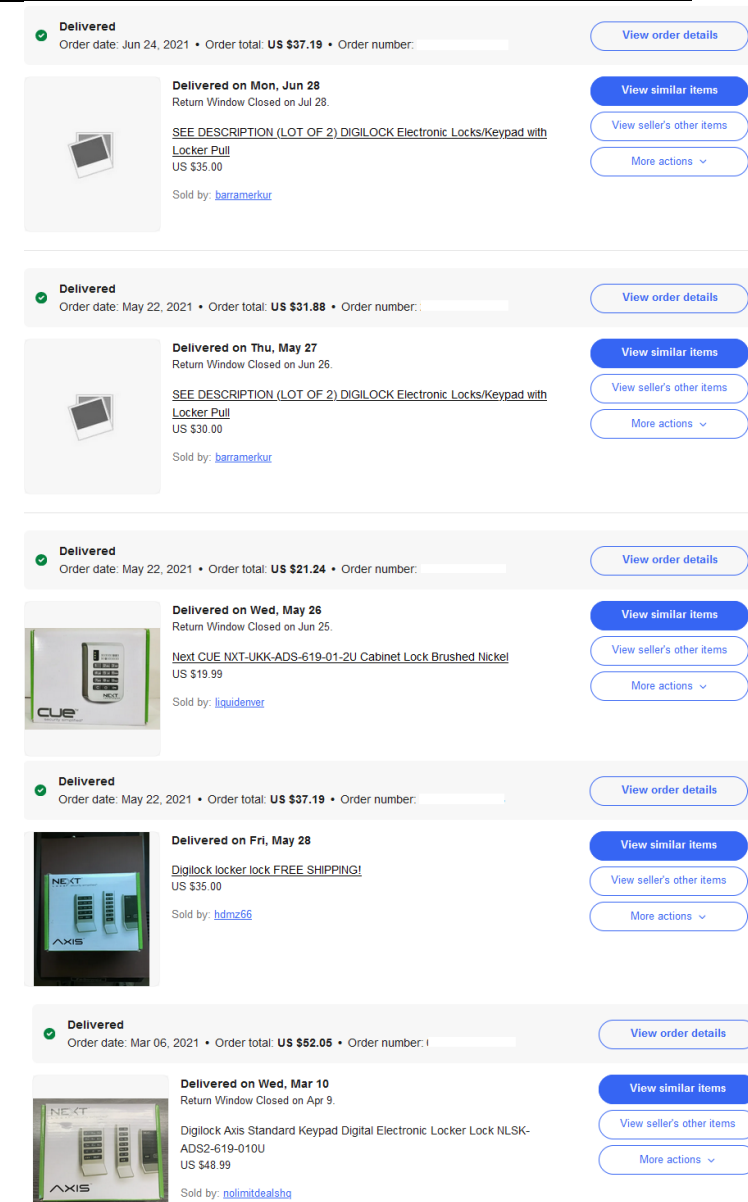 Delivered
Order date: Jun 24, 2021 • Order total: US $37.19 • Order number:
View order details
Delivered on Mon, Jun 28
Return Window Closed on Jul 28.
SEE DESCRIPTION (LOT OF 2) DIGILOCK Electronic Locks/Keypad with
Locker Pull
US $35.00
Sold by: barramerkur
View similar items
View seller's other items
More actions
Delivered
Order date: May 22, 2021 • Order total: US $31.88 • Order number:
View order details
Delivered on Thu, May 27
Return Window Closed on Jun 26.
SEE DESCRIPTION (LOT OF 2) DIGILOCK Electronic Locks/Keypad with
Locker Pull
US $30.00
Sold by: barramerkur
View similar items
View seller's other items
More actions
Delivered
Order date: May 22, 2021 • Order total: US $21.24 • Order number:
View order details
NEXT
CUE
Delivered on Wed, May 26
Return Window Closed on Jun 25.
Next CUE NXT-UKK-ADS-619-01-2U Cabinet Lock Brushed Nickel
US $19.99
Sold by: liquidenver
View similar items
View seller's other items
More actions
Delivered
Order date: May 22, 2021 • Order total: US $37.19 • Order number:
View order details
NEXT
AXIS
Delivered on Fri, May 28
Digilock locker lock FREE SHIPPING!
US $35.00
Sold by: hdmz66
View similar items
View seller's other items
More actions
Delivered
Order date: Mar 06, 2021 • Order total: US $52.05 • Order number:
View order details
NEXT
AXIS
Delivered on Wed, Mar 10
Return Window Closed on Apr 9.
Digilock Axis Standard Keypad Digital Electronic Locker Lock NLSK-
ADS2-619-010U
US $48.99
Sold by: nolimitdealshq
View similar items
View seller's other items
More actions